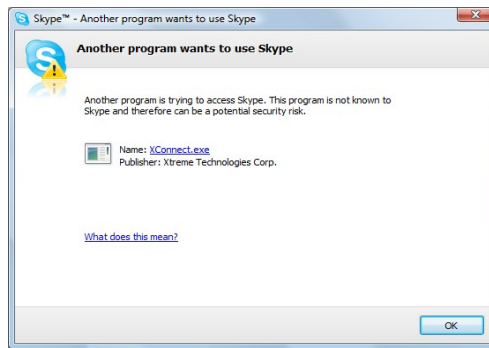 Skype™ - Another program wants to use Skype
Another program wants to use Skype
Another program is trying to access Skype. This program is not known to
Skype and therefore can be a potential security risk.
Name: XConnect.exe
Publisher: Xtreme Technologies Corp.
What does this mean?
OK